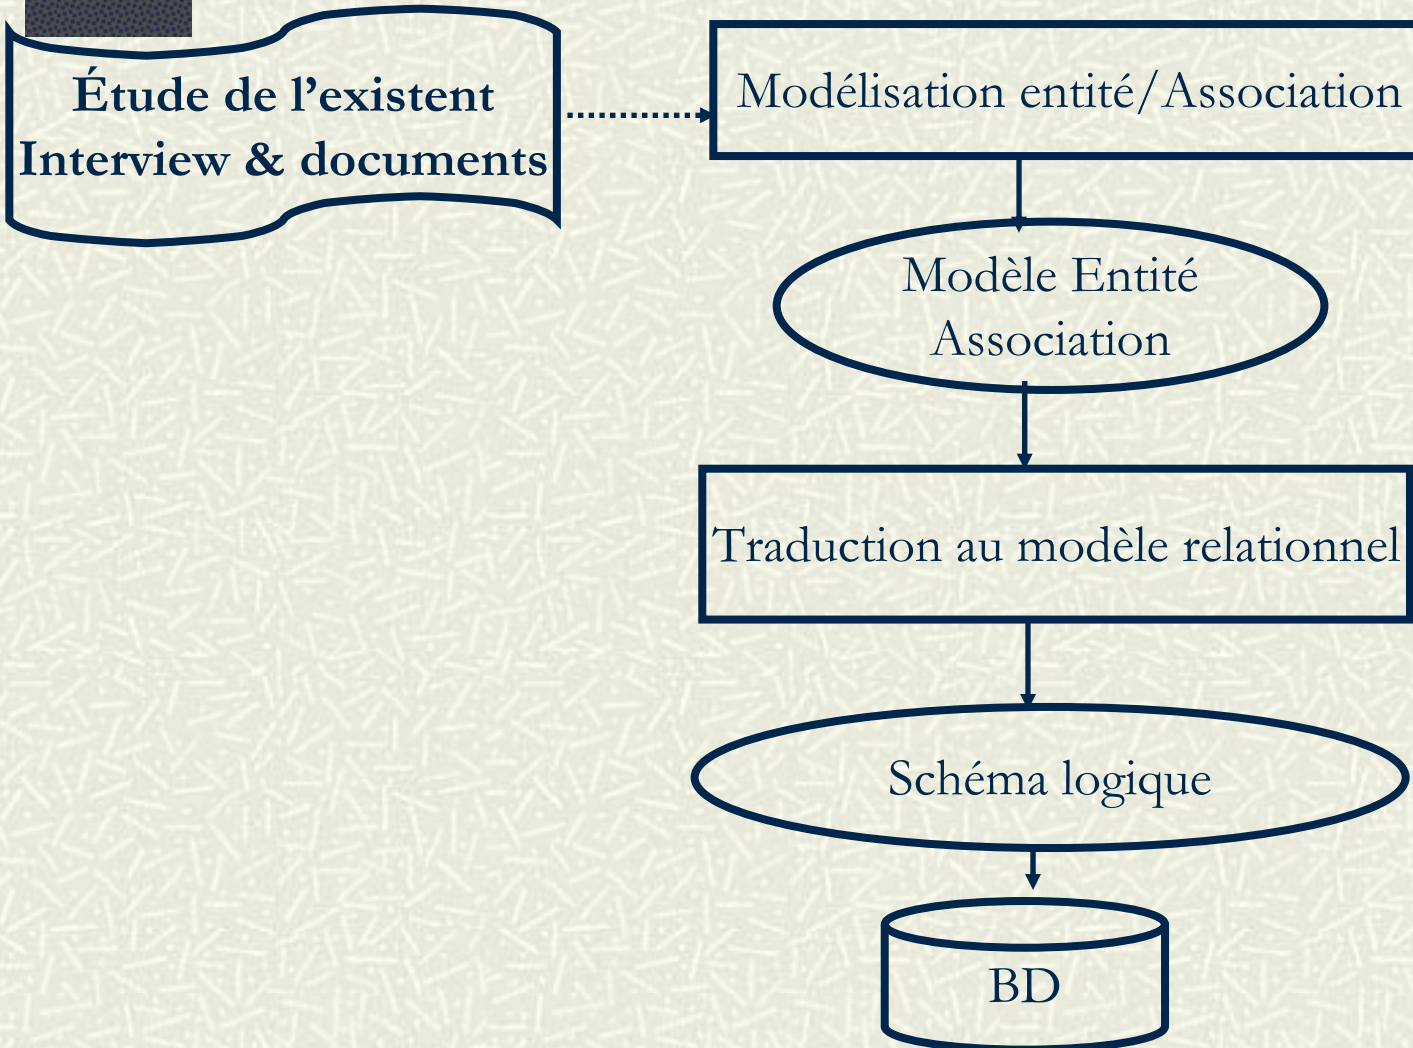 Étude de l’existent
Interview & documents
Modélisation entité/Association
Modèle Entité
Association
Traduction au modèle relationnel
Schéma logique
BD